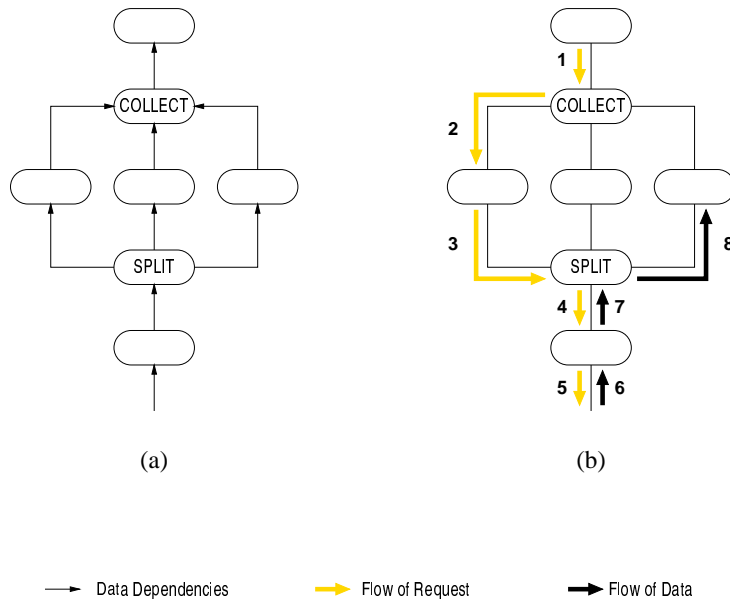 COLLECT
SPLIT
(a)
1
COLLECT
2
3
SPLIT
8
4
7
5
6
(b)
Data Dependencies
Flow of Request
Flow of Data